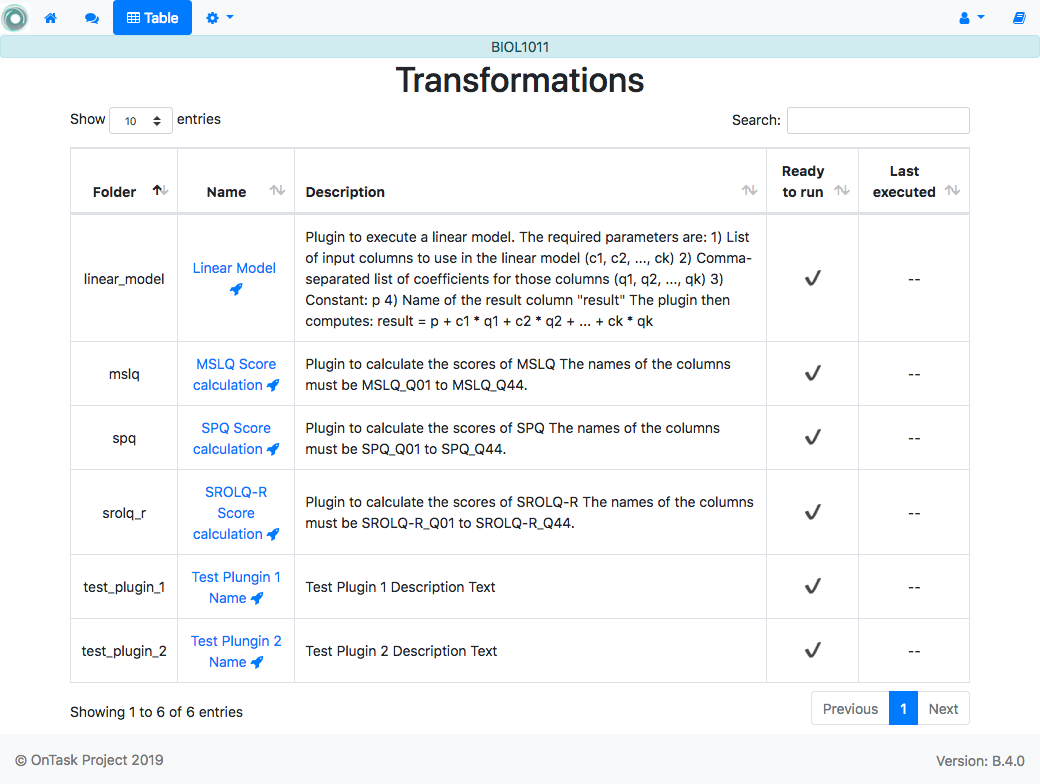 Table
BIOL1011
Transformations
Show 10 entries
Search:
Folder Name Description Ready to run Last executed
linear_model
Linear Model
Plugin to execute a linear model. The required parameters are: 1) List
of input columns to use in the linear model (c1, c2, ..., ck) 2) Comma-
separated list of coefficients for those columns (q1, q2, ..., qk) 3)
Constant: p 4) Name of the result column "result" The plugin then
computes: result = p + c1 * q1 + c2 * q2 + ... + ck * qk
--
mslq
MSLQ Score
calculation
Plugin to calculate the scores of MSLQ The names of the columns
must be MSLQ_Q01 to MSLQ_Q44.
--
spq
SPQ Score
calculation
Plugin to calculate the scores of SPQ The names of the columns
must be SPQ_Q01 to SPQ_Q44.
--
srolq_r
SROLQ-R
Score
calculation
Plugin to calculate the scores of SROLQ-R The names of the columns
must be SROLQ-R_Q01 to SROLQ-R_Q44.
--
test_plugin_1
Test Plungin 1
Name
Test Plugin 1 Description Text
--
test_plugin_2
Test Plungin 2
Name
Test Plugin 2 Description Text
--
Showing 1 to 6 of 6 entries
Previous 1 Next
© OnTask Project 2019
Version: B.4.0